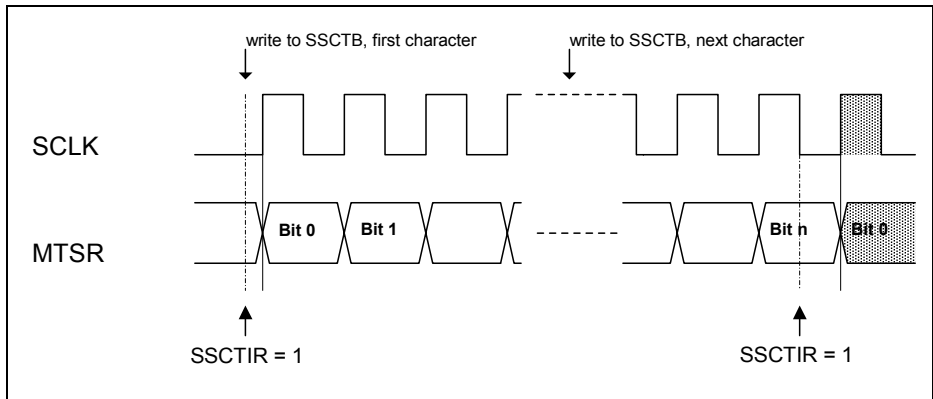 write to SSCTB, first character
write to SSCTB, next character
SCLK
MTSR
Bit 0
Bit 1
Bit n
Bit 0
SSCTIR = 1
SSCTIR = 1